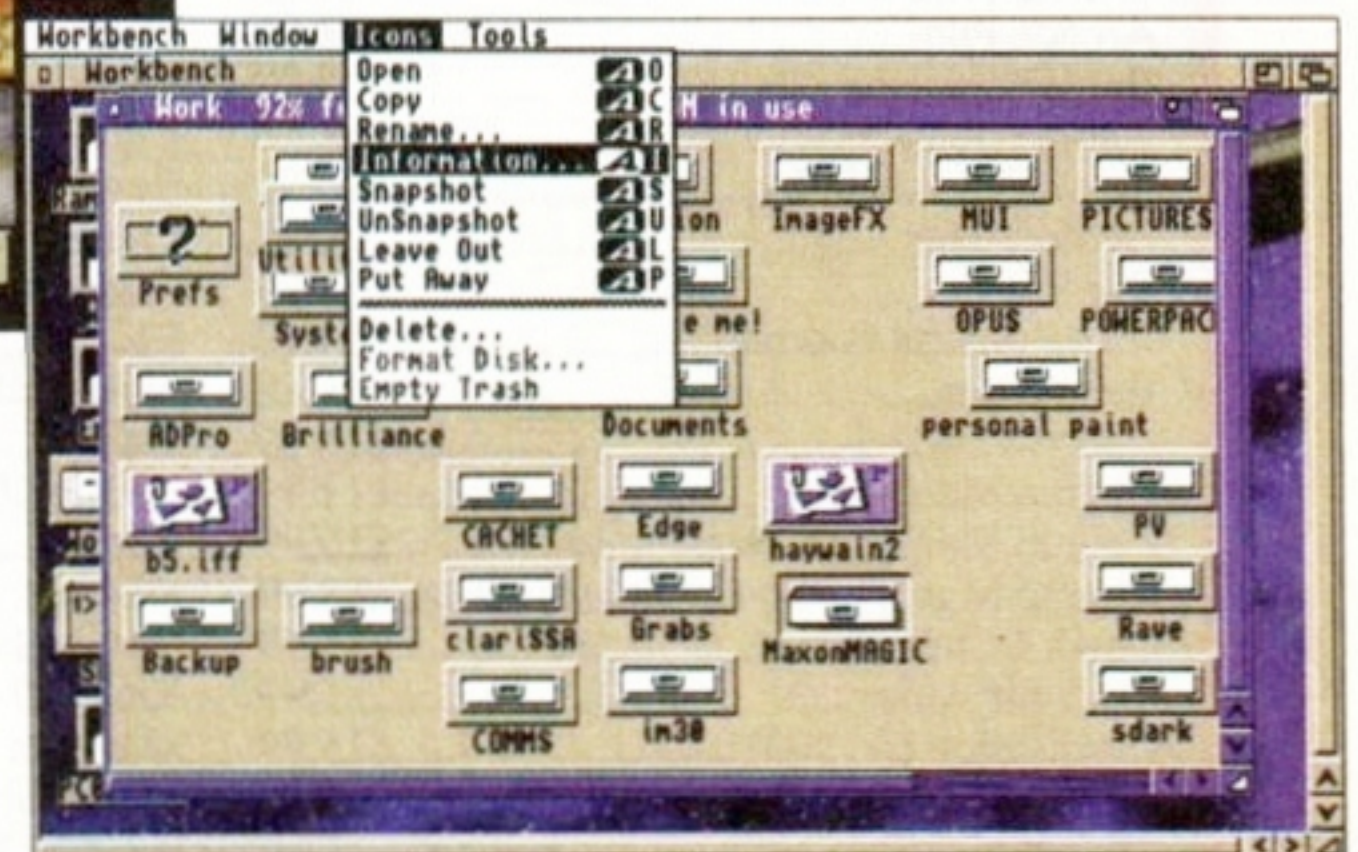 Workbench Window Icons Tools
Workbench
Work 92% M in use
Open A O
Copy A C
Rename... A R
Information... A I
Snapshot A S
UnSnapshot A U
Leave Out A L
Put Away A P
Delete...
Format Disk...
Empty Trash
ImageFX MUI PICTURES
?
Prefs
e me! OPUS POWERPAC
ADPro Brilliance Documents personal paint
b5.iff CACHET Edge haywain2 PV
Backup brush clariSSA Grabs MaxonMAGIC Rave
COMMS im30 sdark